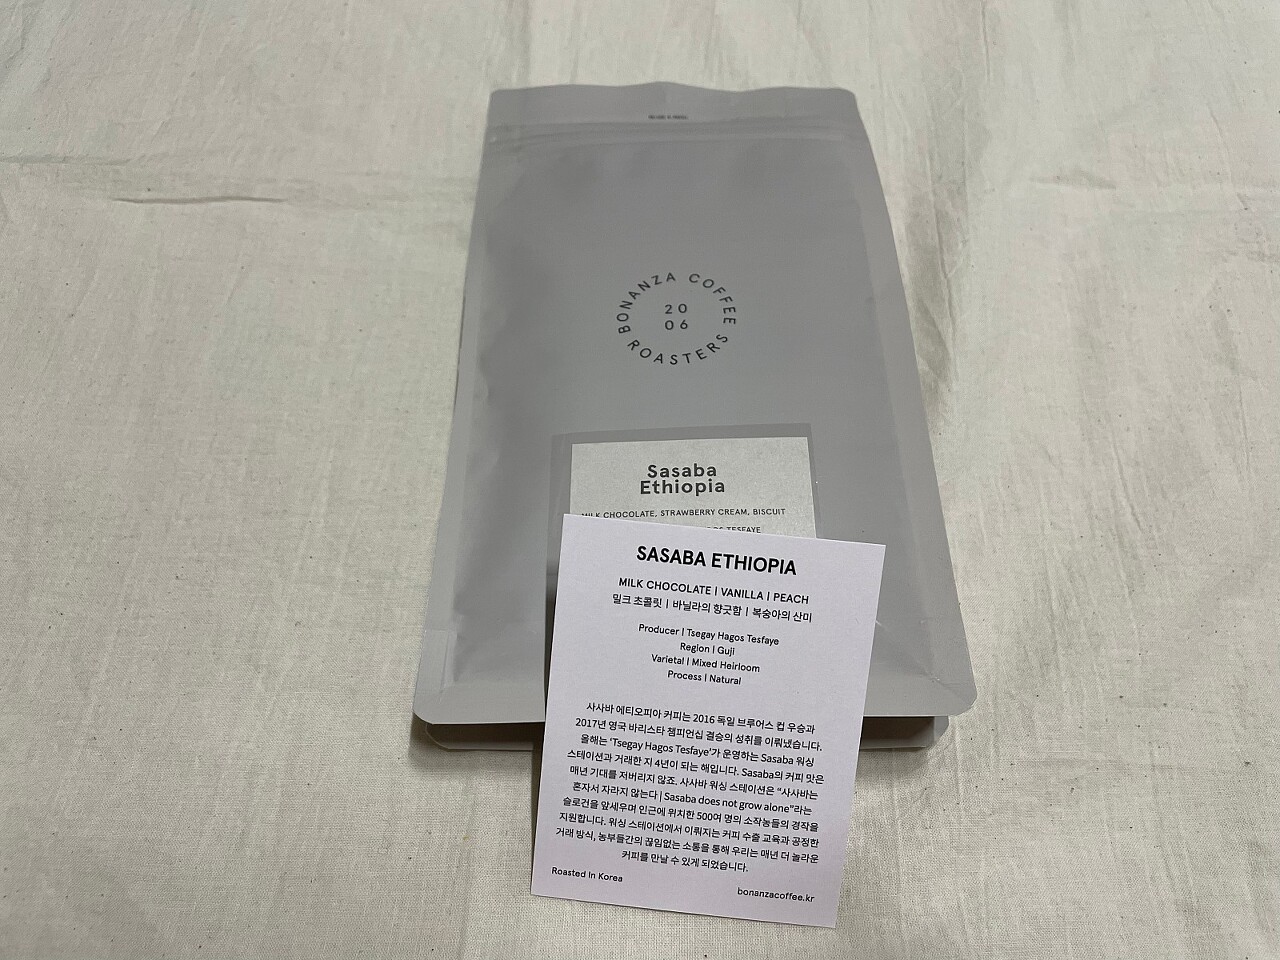 BONANZA COFFEE
20
06
ROASTERS
Sasaba
Ethiopia
MILK CHOCOLATE, STRAWBERRY CREAM, BISCUIT
TESFAYE
SASABA ETHIOPIA
MILK CHOCOLATE | VANILLA | PEACH
밀크 초콜릿 | 바닐라의 향긋함 | 복숭아의 산미
Producer | Tsegay Hagos Tesfaye
Region | Guji
Varietal | Mixed Heirloom
Process | Natural
사사바 에티오피아 커피는 2016 독일 브루어스 컵 우승과
2017년 영국 바리스타 챔피언십 결승의 성취를 이뤄냈습니다.
올해는 ‘Tsegay Hagos Tesfaye’가 운영하는 Sasaba 워싱
스테이션과 거래한 지 4년이 되는 해입니다. Sasaba의 커피 맛은
매년 기대를 저버리지 않죠. 사사바 워싱 스테이션은 “사사바는
혼자서 자라지 않는다 | Sasaba does not grow alone”라는
슬로건을 앞세우며 인근에 위치한 500여 명의 소작농들의 경작을
지원합니다. 워싱 스테이션에서 이뤄지는 커피 수출 교육과 공정한
거래 방식, 농부들간의 끊임없는 소통을 통해 우리는 매년 더 놀라운
커피를 만날 수 있게 되었습니다.
Roasted In Korea
bonanzacoffee.kr